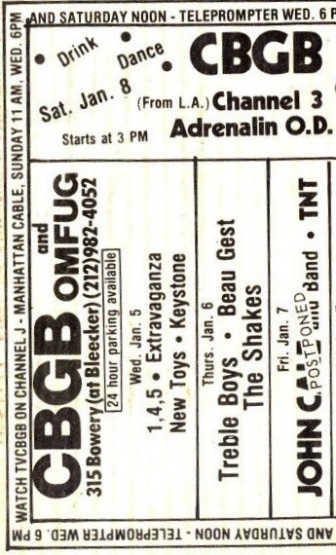 AND SATURDAY NOON - TELEPROMPTER WED. 6 P
• Drink • Dance •
CBGB
Sat. Jan. 8
(From L.A.) Channel 3
Starts at 3 PM
Adrenalin O.D.
WATCH TVCBGB ON CHANNEL J - MANHATTAN CABLE, SUNDAY 11 AM, WED. 6PM
CBGB and
OMFUG
315 Bowery (at Bleecker) (212)982-4052
24 hour parking available
Wed. Jan. 5
1,4,5 • Extravaganza
New Toys • Keystone
Thurs. Jan. 6
Treble Boys • Beau Gest
The Shakes
Fri. Jan. 7
JOHN Band • TNT
POSTPONED
AND SATURDAY NOON - TELEPROMPTER WED. 6 PM